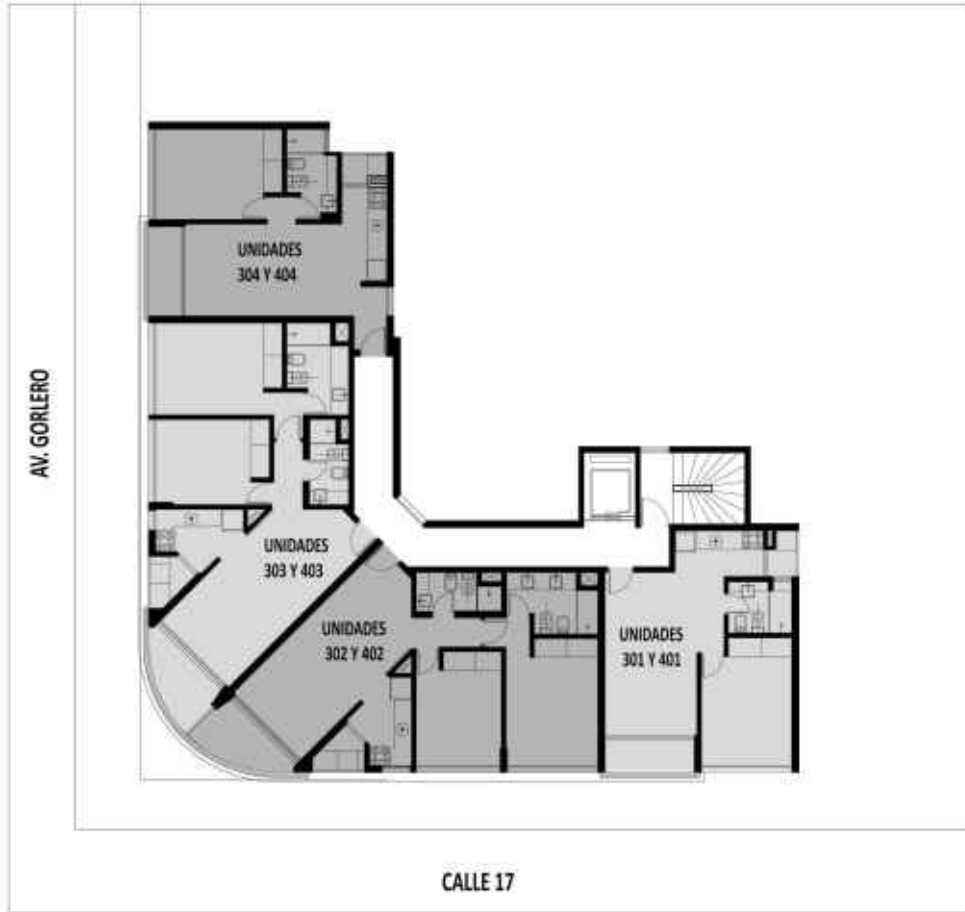 UNIDADES
304 Y 404
AV. GORLERO
UNIDADES
303 Y 403
UNIDADES
302 Y 402
UNIDADES
301 Y 401
CALLE 17